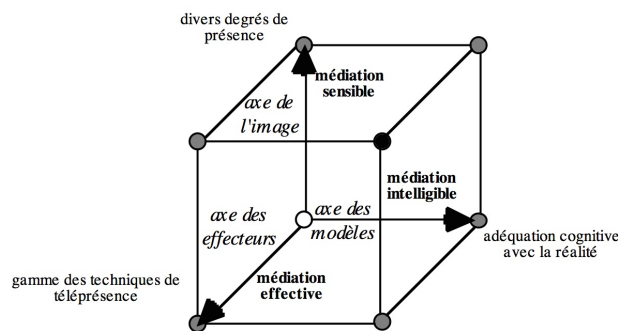 divers degrés de
présence
médiation
sensible
axe de
l'image
médiation
intelligible
axe des
effecteurs
axe des
modèles
adéquation cognitive
avec la réalité
gamme des techniques de
téléprésence
médiation
effective